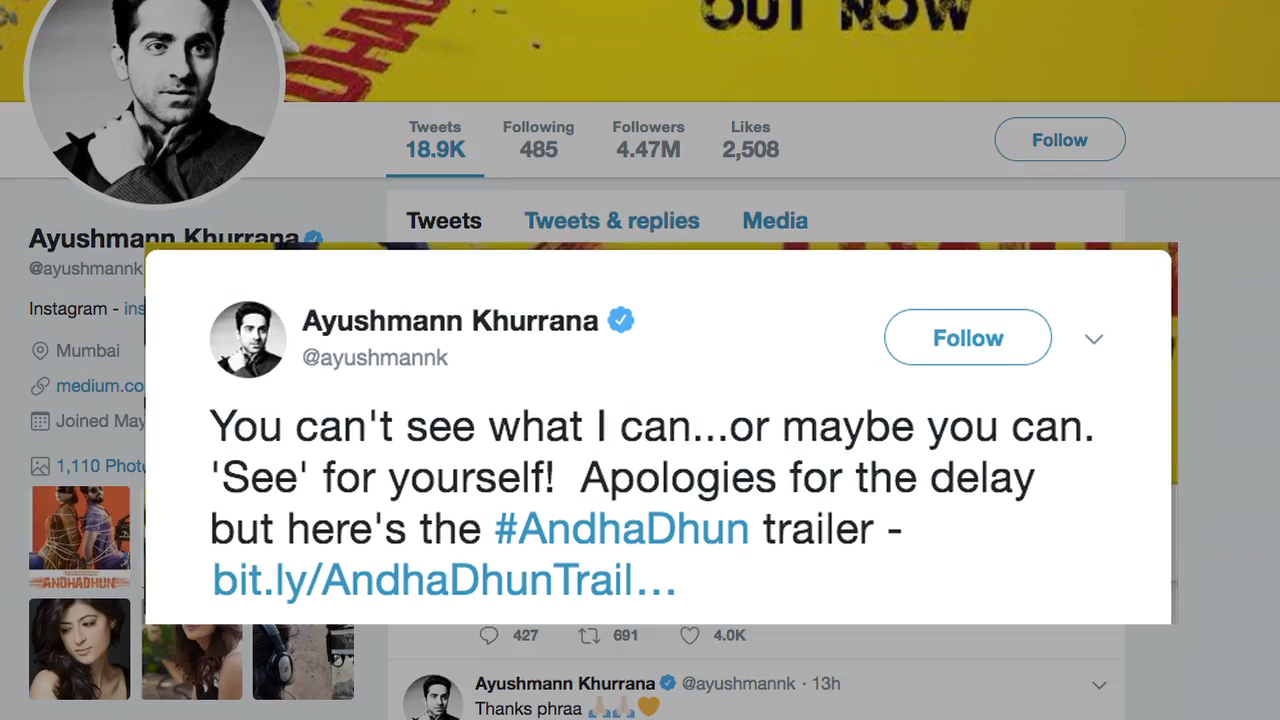 OUT NOW
Tweets Following Followers Likes
18.9K 485 4.47M 2,508
Follow
Tweets Tweets & replies Media
Ayushmann Khurrana
@ayushmannk
Instagram - ins
Mumbai
medium.co
Joined May
1,110 Phot
ANDHADHUN
Ayushmann Khurrana
@ayushmannk
Follow
You can't see what I can...or maybe you can.
'See' for yourself!  Apologies for the delay
but here's the #AndhaDhun trailer -
bit.ly/AndhaDhunTrail...
427 691 4.0K
Ayushmann Khurrana @ayushmannk · 13h
Thanks phraa 🙏🏻🙏🏻🧡